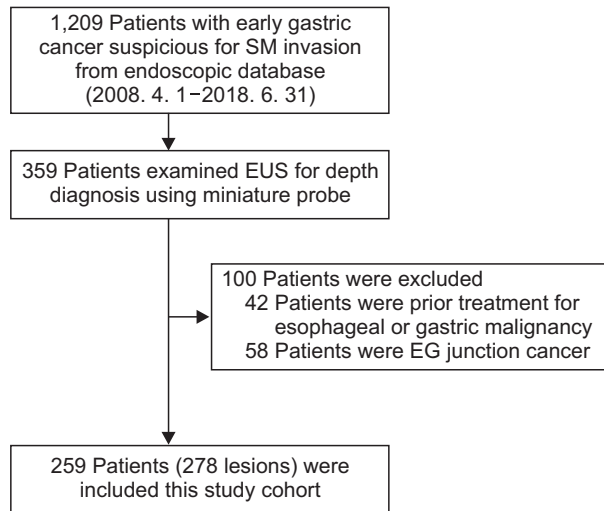 1,209 Patients with early gastric
cancer suspicious for SM invasion
from endoscopic database
(2008. 4. 1−2018. 6. 31)
359 Patients examined EUS for depth
diagnosis using miniature probe
100 Patients were excluded
42 Patients were prior treatment for
esophageal or gastric malignancy
58 Patients were EG junction cancer
259 Patients (278 lesions) were
included this study cohort